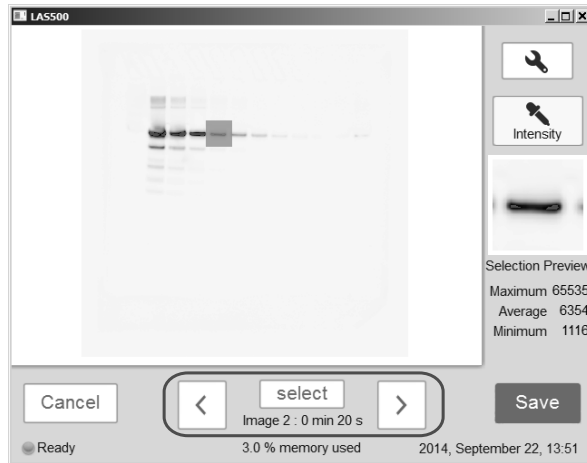 LAS500
Intensity
Selection Preview
Maximum 65535
Average 6354
Minimum 1116
Cancel
<
select
>
Image 2 : 0 min 20 s
Save
Ready
3.0 % memory used
2014, September 22, 13:51